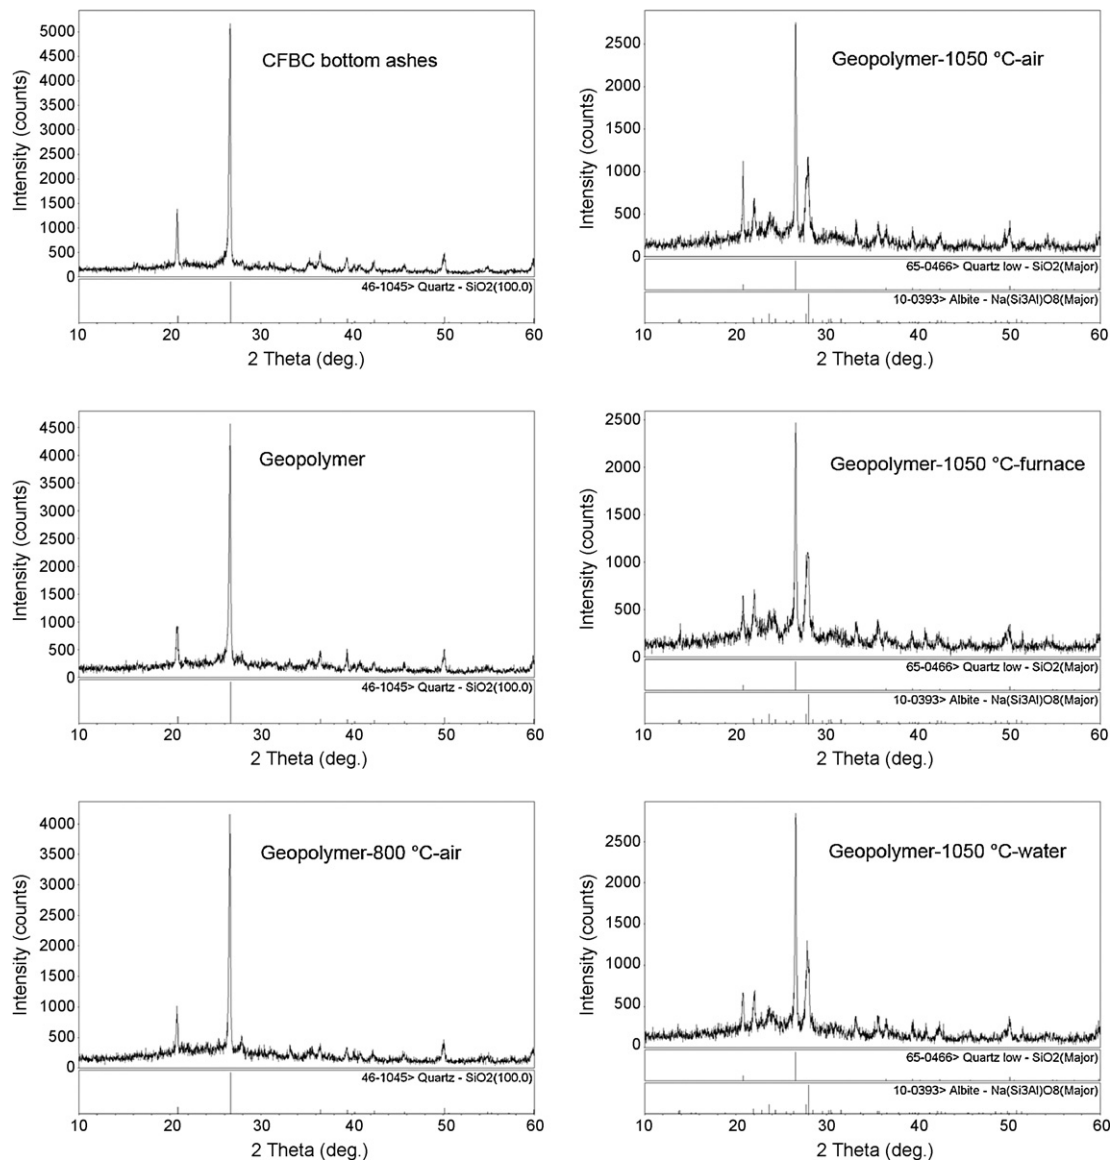 Intensity (counts)
5000
4500
4000
3500
3000
2500
2000
1500
1000
500
0
CFBC bottom ashes
46-1045> Quartz - SiO2(100.0)
10 20 30 40 50 60
2 Theta (deg.)
Intensity (counts)
2500
2000
1500
1000
500
0
Geopolymer-1050 °C-air
65-0466> Quartz low - SiO2(Major)
10-0393> Albite - Na(Si3Al)O8(Major)
10 20 30 40 50 60
2 Theta (deg.)
Intensity (counts)
4500
4000
3500
3000
2500
2000
1500
1000
500
0
Geopolymer
46-1045> Quartz - SiO2(100.0)
10 20 30 40 50 60
2 Theta (deg.)
Intensity (counts)
2500
2000
1500
1000
500
0
Geopolymer-1050 °C-furnace
65-0466> Quartz low - SiO2(Major)
10-0393> Albite - Na(Si3Al)O8(Major)
10 20 30 40 50 60
2 Theta (deg.)
Intensity (counts)
4000
3500
3000
2500
2000
1500
1000
500
0
Geopolymer-800 °C-air
46-1045> Quartz - SiO2(100.0)
10 20 30 40 50 60
2 Theta (deg.)
Intensity (counts)
2500
2000
1500
1000
500
0
Geopolymer-1050 °C-water
65-0466> Quartz low - SiO2(Major)
10-0393> Albite - Na(Si3Al)O8(Major)
10 20 30 40 50 60
2 Theta (deg.)